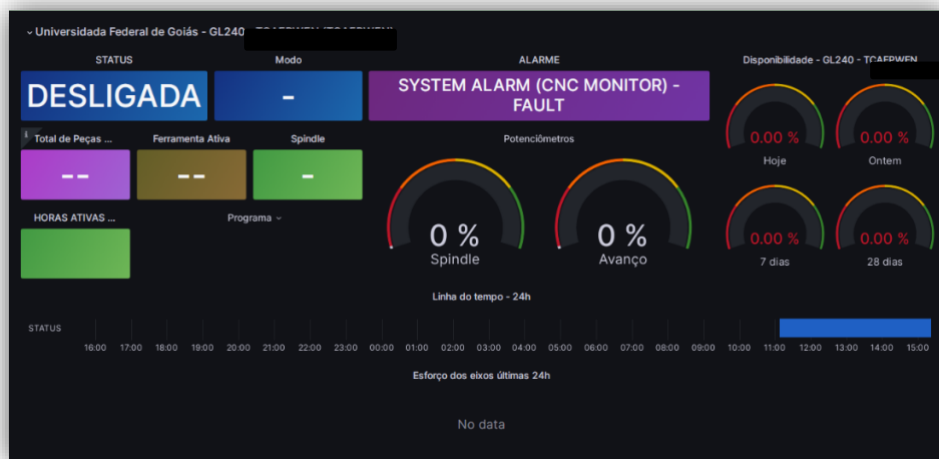 Universidada Federal de Goiás - GL240
STATUS
Modo
ALARME
Disponibilidade - GL240 - TCAEPWEN
DESLIGADA
-
SYSTEM ALARM (CNC MONITOR) -
FAULT
Total de Peças ...
Ferramenta Ativa
Spindle
Potenciômetros
--
--
-
0.00 %
Hoje
0.00 %
Ontem
HORAS ATIVAS ...
Programa
0 %
Spindle
0 %
Avanço
0.00 %
7 dias
0.00 %
28 dias
Linha do tempo - 24h
STATUS
16:00 17:00 18:00 19:00 20:00 21:00 22:00 23:00 00:00 01:00 02:00 03:00 04:00 05:00 06:00 07:00 08:00 09:00 10:00 11:00 12:00 13:00 14:00 15:00
Esforço dos eixos últimas 24h
No data